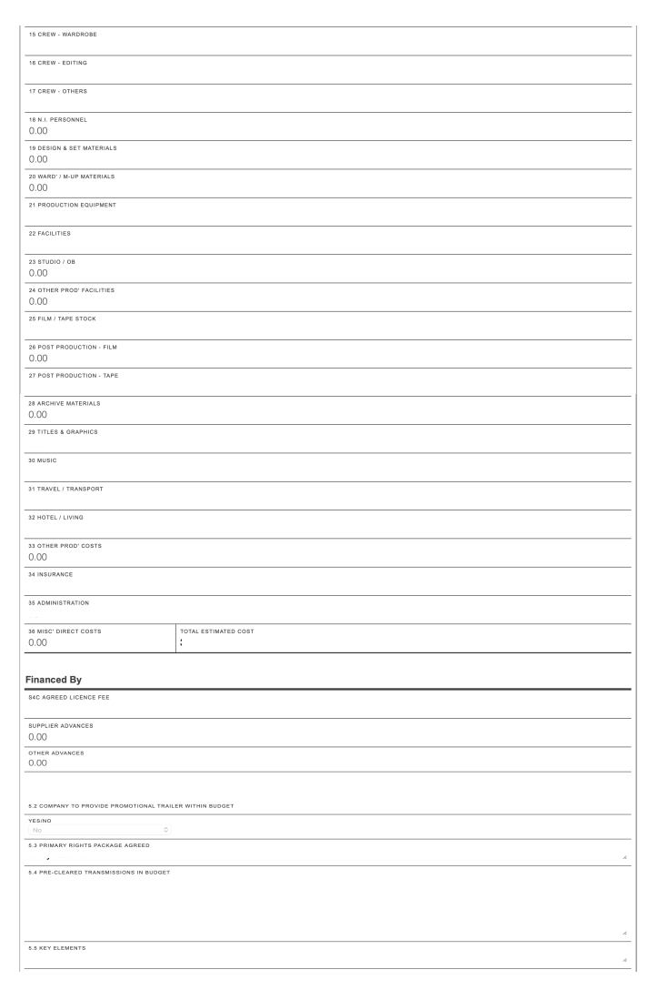 15 CREW - WARDROBE
16 CREW - EDITING
17 CREW - OTHERS
18 N.I. PERSONNEL
0.00
19 DESIGN & SET MATERIALS
0.00
20 WARD' / M-UP MATERIALS
0.00
21 PRODUCTION EQUIPMENT
22 FACILITIES
23 STUDIO / OB
0.00
24 OTHER PROD' FACILITIES
0.00
25 FILM / TAPE STOCK
26 POST PRODUCTION - FILM
0.00
27 POST PRODUCTION - TAPE
28 ARCHIVE MATERIALS
0.00
29 TITLES & GRAPHICS
30 MUSIC
31 TRAVEL / TRANSPORT
32 HOTEL / LIVING
33 OTHER PROD' COSTS
0.00
34 INSURANCE
35 ADMINISTRATION
36 MISC' DIRECT COSTS
0.00
TOTAL ESTIMATED COST
Financed By
S4C AGREED LICENCE FEE
SUPPLIER ADVANCES
0.00
OTHER ADVANCES
0.00
5.2 COMPANY TO PROVIDE PROMOTIONAL TRAILER WITHIN BUDGET
YES/NO
No
5.3 PRIMARY RIGHTS PACKAGE AGREED
5.4 PRE-CLEARED TRANSMISSIONS IN BUDGET
5.5 KEY ELEMENTS